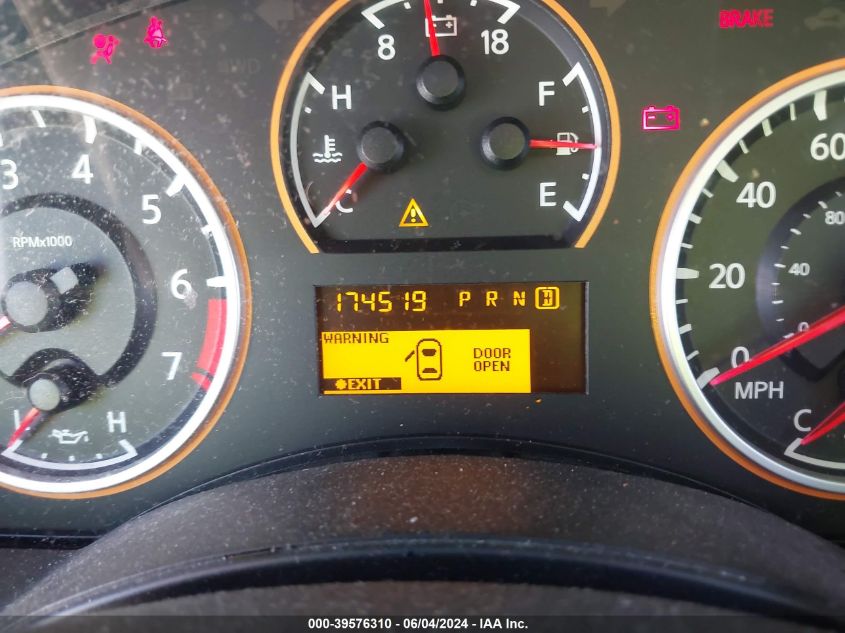 BRAKE
8 18
H F
C E
3 4 5 6 7
RPMx1000
L H
174519 P R N
WARNING
DOOR
OPEN
✱EXIT
60
40
20
0
80
40
0
MPH
C
000-39576310 - 06/04/2024 - IAA Inc.